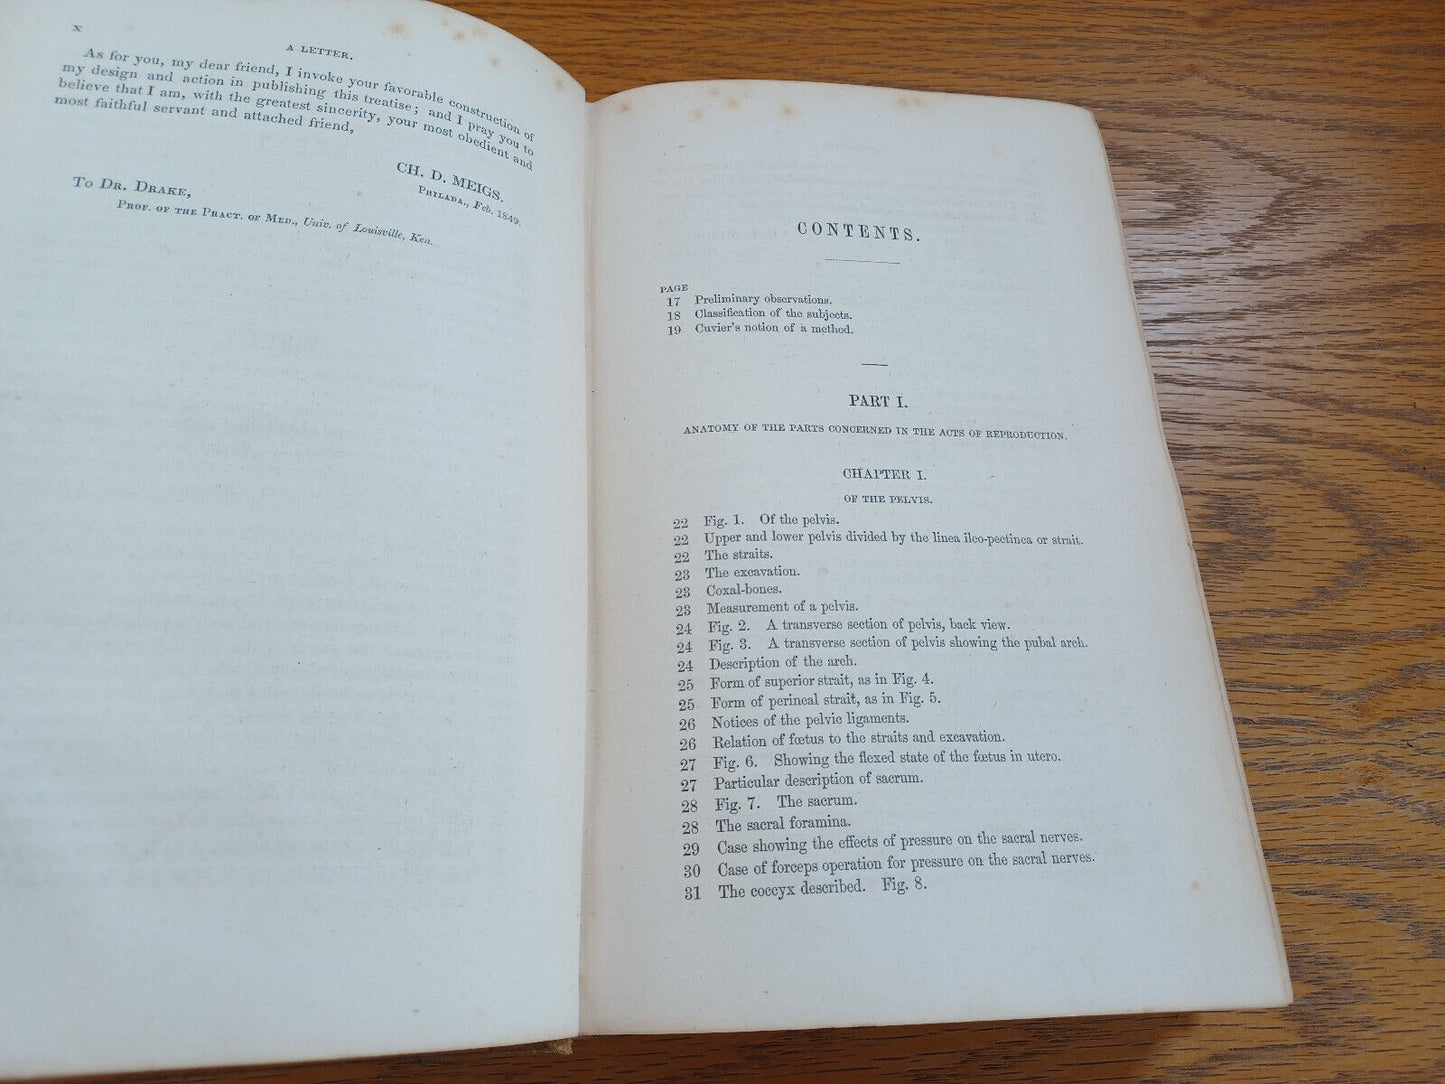 x
A LETTER.
As for you, my dear friend, I invoke your favorable construction of
my design and action in publishing this treatise; and I pray you to
believe that I am, with the greatest sincerity, your most obedient and
most faithful servant and attached friend,
CH. D. MEIGS.
PHILADA., Feb. 1849.
To DR. DRAKE,
PROF. OF THE PRACT. OF MED., Univ. of Louisville, Ken.
CONTENTS.
PAGE
17 Preliminary observations.
18 Classification of the subjects.
19 Cuvier's notion of a method.
PART I.
ANATOMY OF THE PARTS CONCERNED IN THE ACTS OF REPRODUCTION.
CHAPTER I.
OF THE PELVIS.
22 Fig. 1. Of the pelvis.
22 Upper and lower pelvis divided by the linea ileo-pectinea or strait.
22 The straits.
23 The excavation.
23 Coxal-bones.
23 Measurement of a pelvis.
24 Fig. 2. A transverse section of pelvis, back view.
24 Fig. 3. A transverse section of pelvis showing the pubal arch.
24 Description of the arch.
25 Form of superior strait, as in Fig. 4.
25 Form of perineal strait, as in Fig. 5.
26 Notices of the pelvic ligaments.
26 Relation of fœtus to the straits and excavation.
27 Fig. 6. Showing the flexed state of the fœtus in utero.
27 Particular description of sacrum.
28 Fig. 7. The sacrum.
28 The sacral foramina.
29 Case showing the effects of pressure on the sacral nerves.
30 Case of forceps operation for pressure on the sacral nerves.
31 The coccyx described. Fig. 8.